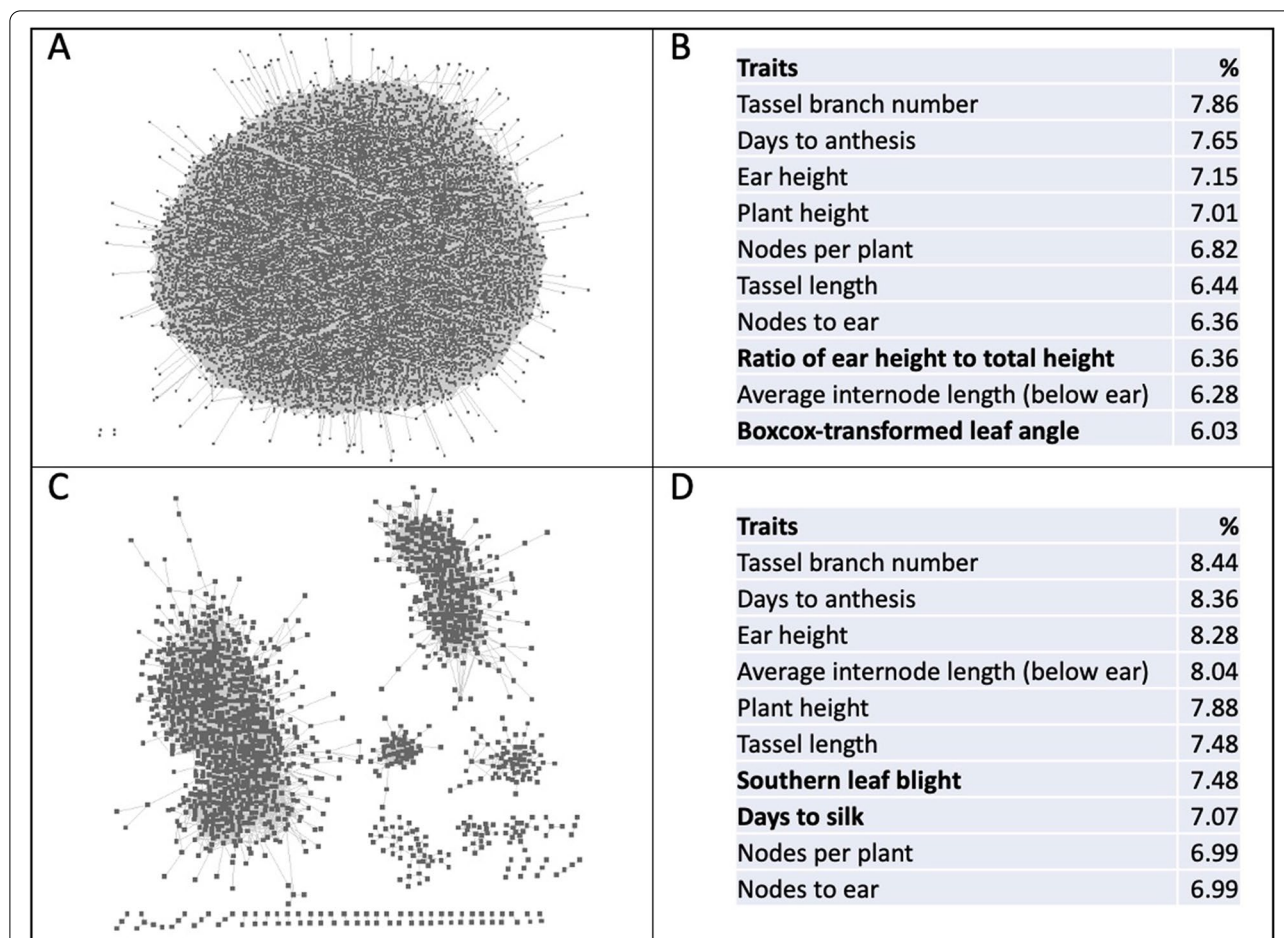 A
B
Traits %
Tassel branch number 7.86
Days to anthesis 7.65
Ear height 7.15
Plant height 7.01
Nodes per plant 6.82
Tassel length 6.44
Nodes to ear 6.36
Ratio of ear height to total height 6.36
Average internode length (below ear) 6.28
Boxcox-transformed leaf angle 6.03
C
D
Traits %
Tassel branch number 8.44
Days to anthesis 8.36
Ear height 8.28
Average internode length (below ear) 8.04
Plant height 7.88
Tassel length 7.48
Southern leaf blight 7.48
Days to silk 7.07
Nodes per plant 6.99
Nodes to ear 6.99